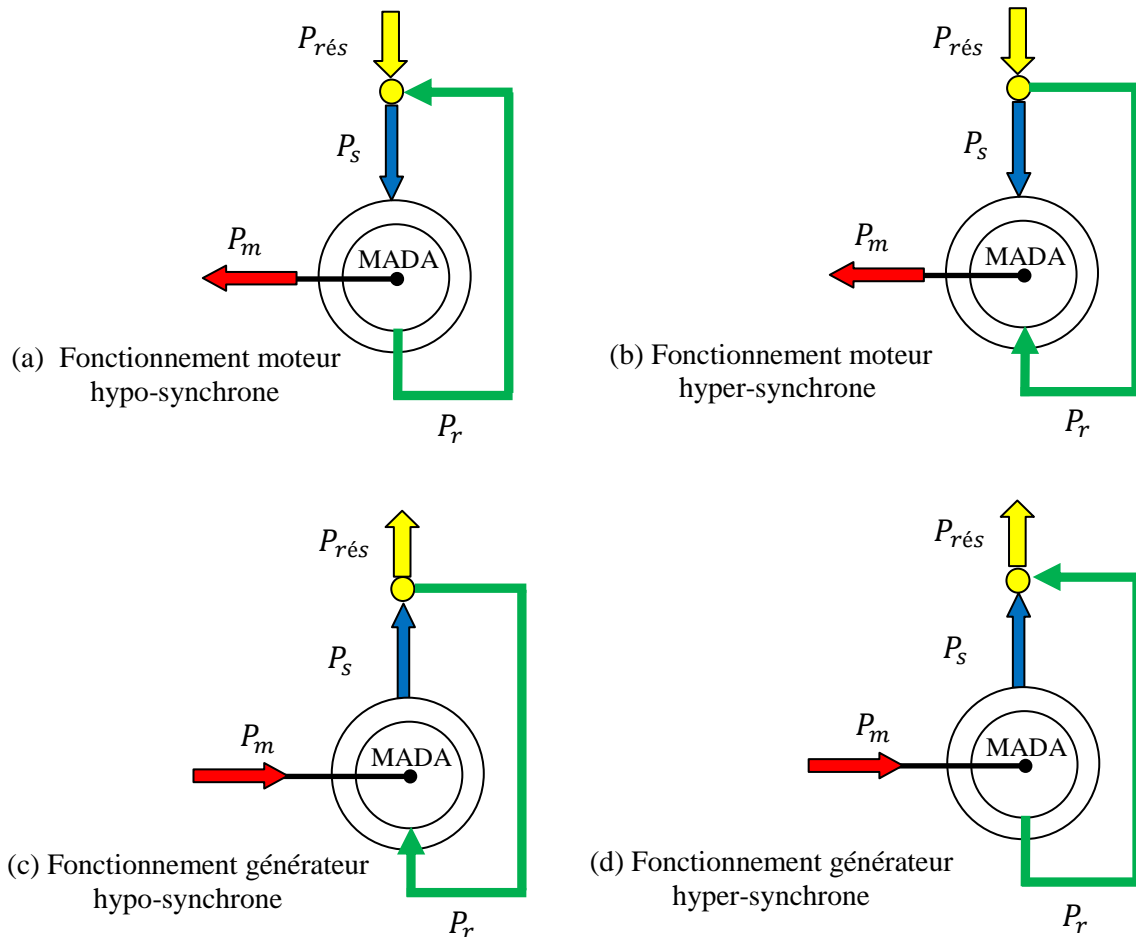 P_rés
P_s
P_m
MADA
(a) Fonctionnement moteur
hypo-synchrone
P_r
P_rés
P_s
P_m
MADA
(b) Fonctionnement moteur
hyper-synchrone
P_r
P_rés
P_s
P_m
MADA
(c) Fonctionnement générateur
hypo-synchrone
P_r
P_rés
P_s
P_m
MADA
(d) Fonctionnement générateur
hyper-synchrone
P_r